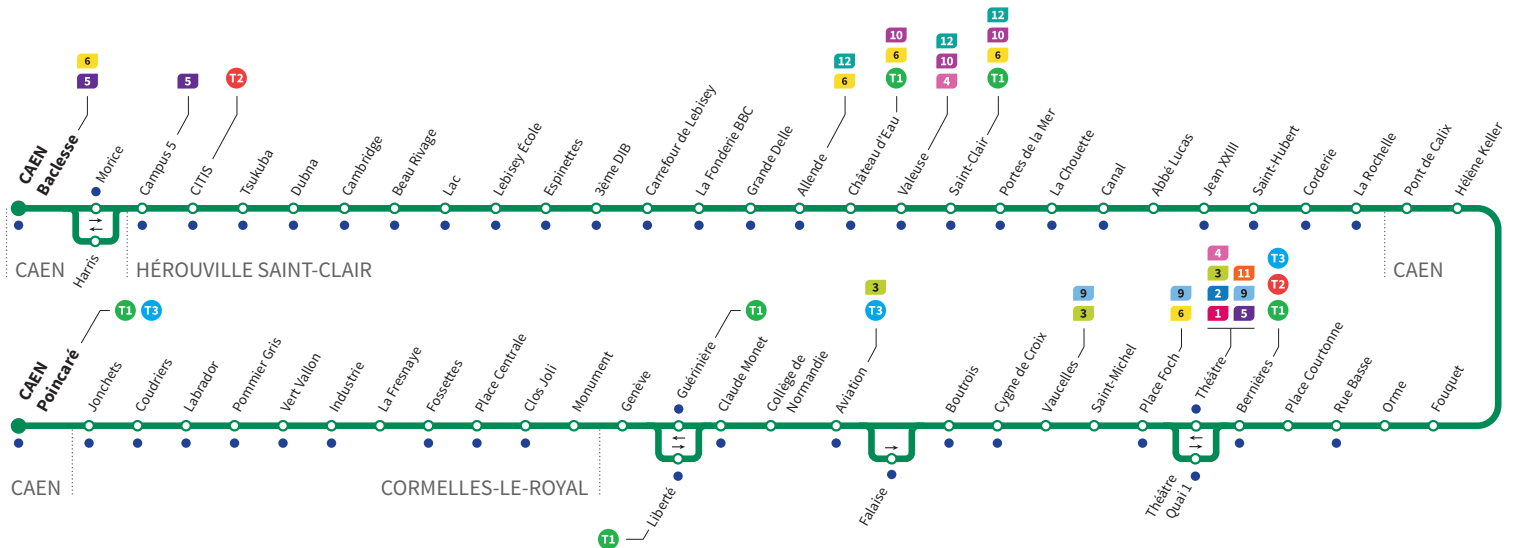 12
10
6
T1
10
6
T1
12
10
4
12
6
6
5
5
T2
CAEN
Baclesse
Morice
Campus 5
CITIS
Tsukuba
Dubna
Cambridge
Beau Rivage
Lac
Lebisey École
Espinettes
3ème DIB
Carrefour de Lebisey
La Fonderie BBC
Grande Delle
Allende
Château d'Eau
Valeuse
Saint-Clair
Portes de la Mer
La Chouette
Canal
Abbé Lucas
Jean XXIII
Saint-Hubert
Corderie
La Rochelle
Pont de Calix
Hélène Keller
Harris
CAEN
HÉROUVILLE SAINT-CLAIR
CAEN
T1 T3
T1
3
T3
9
3
9
6
4
3 11
2 9
1 5
T3
T2
T1
CAEN
Poincaré
Jonchets
Coudriers
Labrador
Pommier Gris
Vert Vallon
Industrie
La Fresnaye
Fossettes
Place Centrale
Clos Joli
Monument
Genève
Guérinière
Claude Monet
Collège de
Normandie
Aviation
Boutrois
Cygne de Croix
Vaucelles
Saint-Michel
Place Foch
Théâtre
Bernières
Place Courtonne
Rue Basse
Orme
Fouquet
CAEN
CORMELLES-LE-ROYAL
T1
Liberté
Falaise
Théâtre
Quai 1